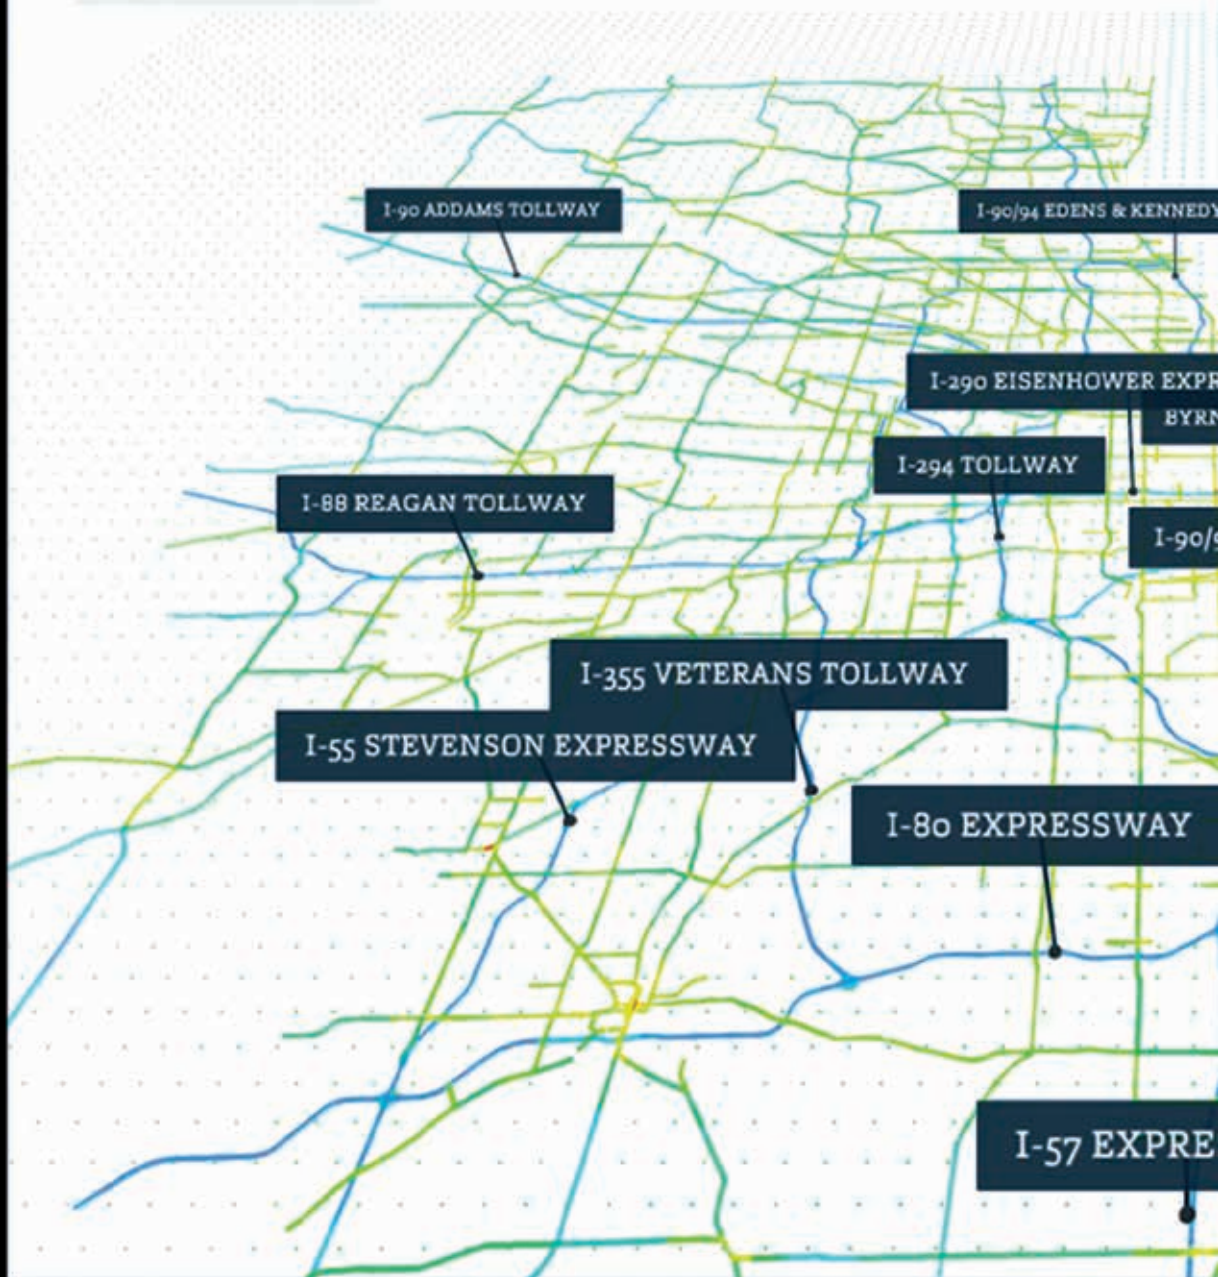 I-90 ADDAMS TOLLWAY
I-90/94 EDENS & KENNEDY
I-290 EISENHOWER EXPR
BYRN
I-294 TOLLWAY
I-88 REAGAN TOLLWAY
I-90/9
I-355 VETERANS TOLLWAY
I-55 STEVENSON EXPRESSWAY
I-80 EXPRESSWAY
I-57 EXPRE